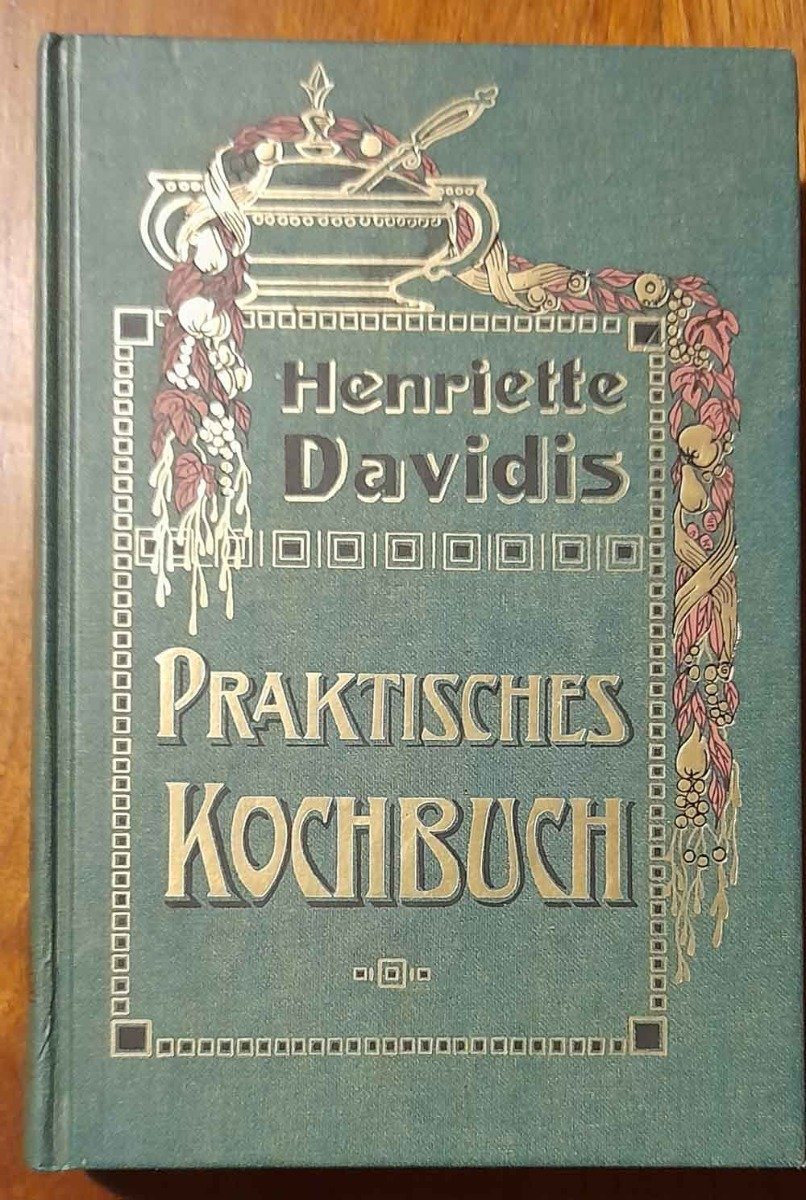 Henriette
Davidis
PRAKTISCHES
KOCHBUCH